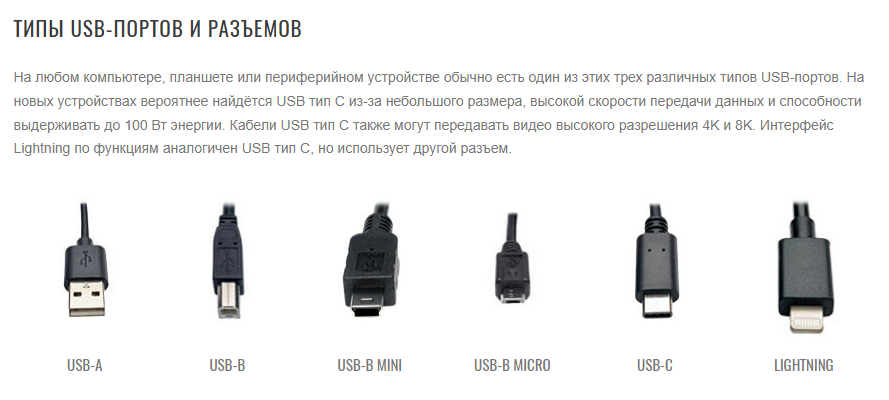 ТИПЫ USB-ПОРТОВ И РАЗЪЕМОВ
На любом компьютере, планшете или периферийном устройстве обычно есть один из этих трех различных типов USB-портов. На
новых устройствах вероятнее найдётся USB тип C из-за небольшого размера, высокой скорости передачи данных и способности
выдерживать до 100 Вт энергии. Кабели USB тип C также могут передавать видео высокого разрешения 4K и 8K. Интерфейс
Lightning по функциям аналогичен USB тип C, но использует другой разъем.
USB-A
USB-B
USB-B MINI
USB-B MICRO
USB-C
LIGHTNING